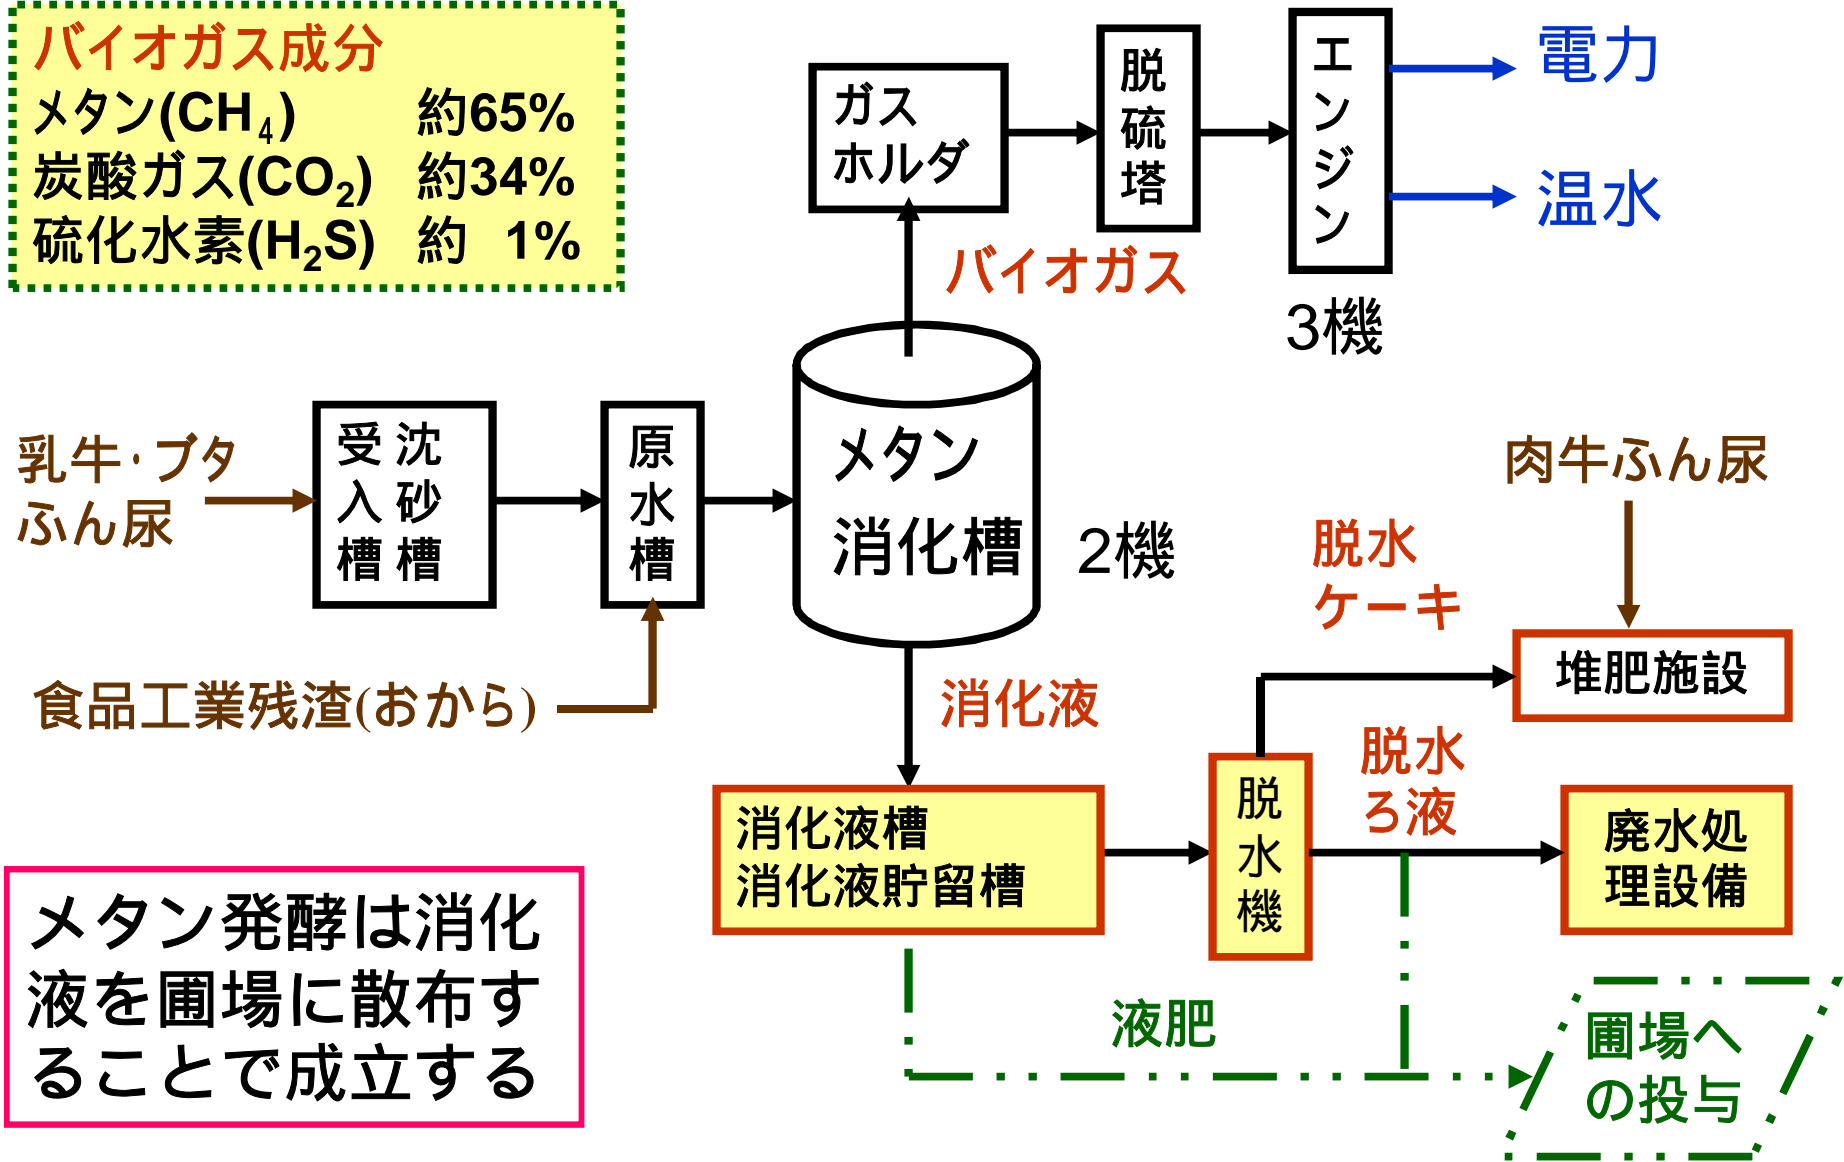 バイオガス成分
メタン(CH4) 約65%
炭酸ガス(CO2) 約34%
硫化水素(H2S) 約 1%
ガス
ホルダ
脱
硫
塔
エ
ン
ジ
ン
電力
温水
3機
バイオガス
乳牛・ブタ
ふん尿
受 沈
入 砂
槽 槽
原
水
槽
メタン
消化槽
2機
食品工業残渣(おから)
肉牛ふん尿
脱水
ケーキ
堆肥施設
消化液
脱水
ろ液
消化液槽
消化液貯留槽
脱
水
機
廃水処
理設備
メタン発酵は消化
液を圃場に散布す
ることで成立する
液肥
圃場へ
の投与